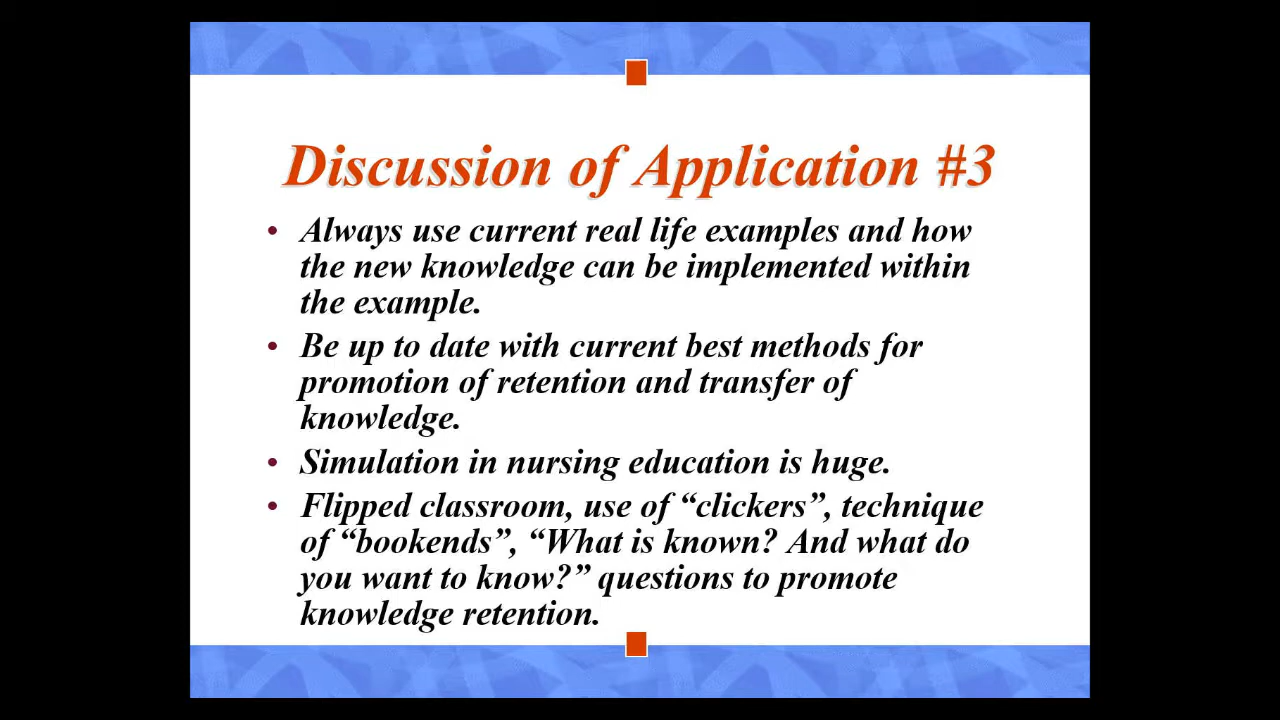 Discussion of Application #3
• Always use current real life examples and how
the new knowledge can be implemented within
the example.
• Be up to date with current best methods for
promotion of retention and transfer of
knowledge.
• Simulation in nursing education is huge.
• Flipped classroom, use of “clickers”, technique
of “bookends”, “What is known? And what do
you want to know?” questions to promote
knowledge retention.